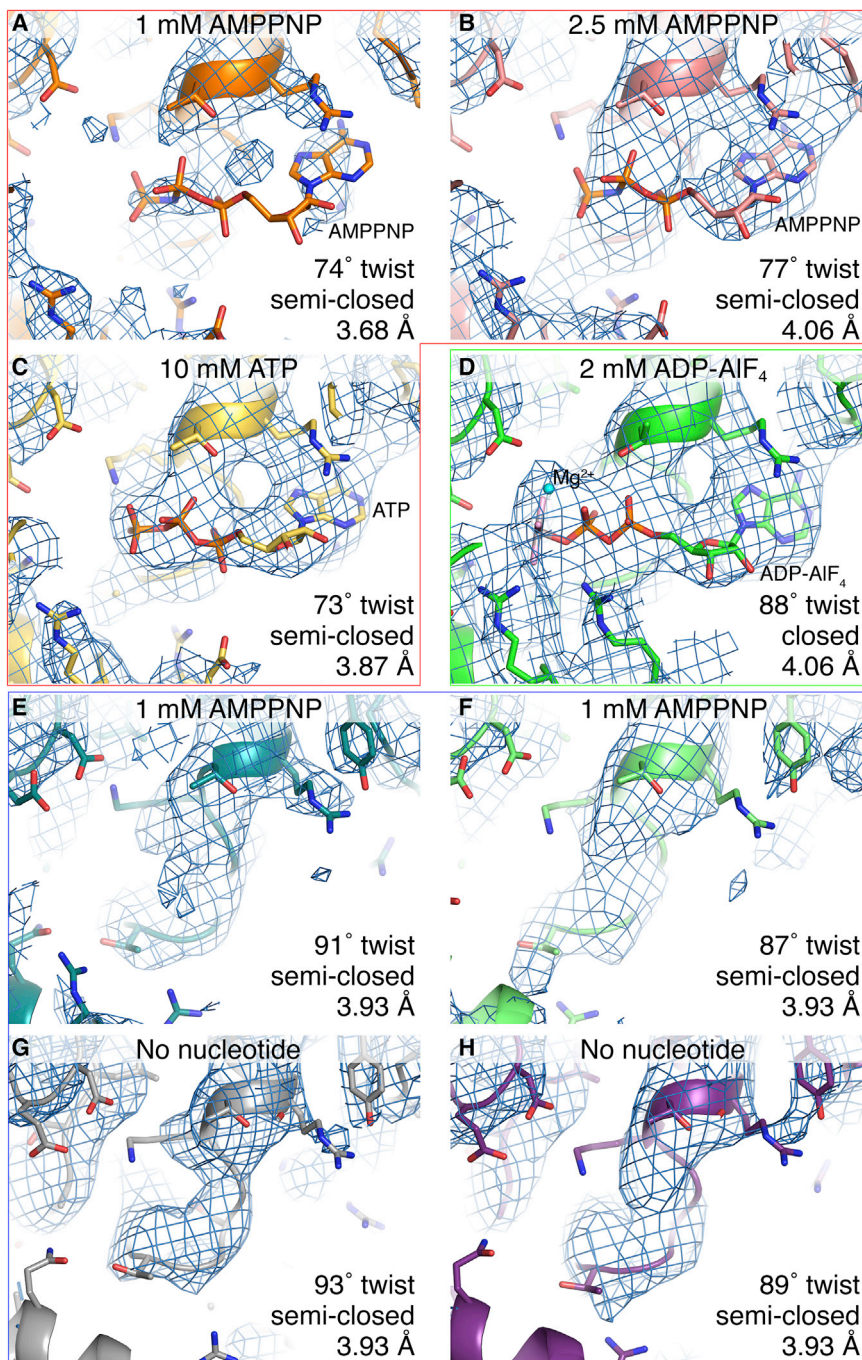 A
1 mM AMPPNP
AMPPNP
74° twist
semi-closed
3.68 Å
B
2.5 mM AMPPNP
AMPPNP
77° twist
semi-closed
4.06 Å
C
10 mM ATP
ATP
73° twist
semi-closed
3.87 Å
D
2 mM ADP-AlF₄
Mg²⁺
ADP-AlF₄
88° twist
closed
4.06 Å
E
1 mM AMPPNP
91° twist
semi-closed
3.93 Å
F
1 mM AMPPNP
87° twist
semi-closed
3.93 Å
G
No nucleotide
93° twist
semi-closed
3.93 Å
H
No nucleotide
89° twist
semi-closed
3.93 Å